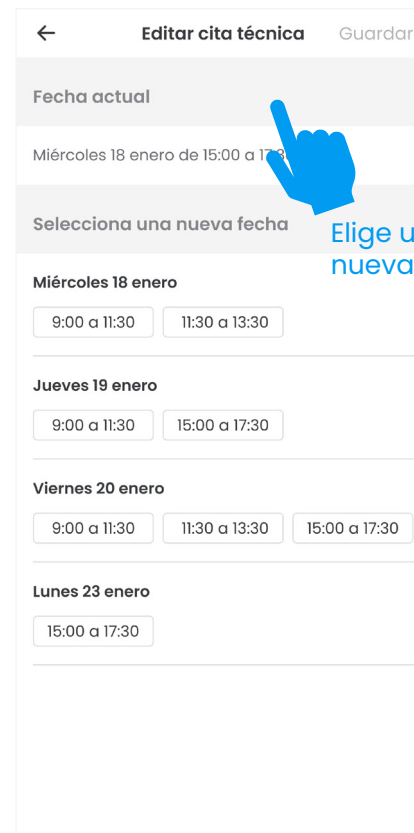 Editar cita técnica Guardar
Fecha actual
Miércoles 18 enero de 15:00 a 17:30
Selecciona una nueva fecha
Elige u
nueva
Miércoles 18 enero
9:00 a 11:30 11:30 a 13:30
Jueves 19 enero
9:00 a 11:30 15:00 a 17:30
Viernes 20 enero
9:00 a 11:30 11:30 a 13:30 15:00 a 17:30
Lunes 23 enero
15:00 a 17:30